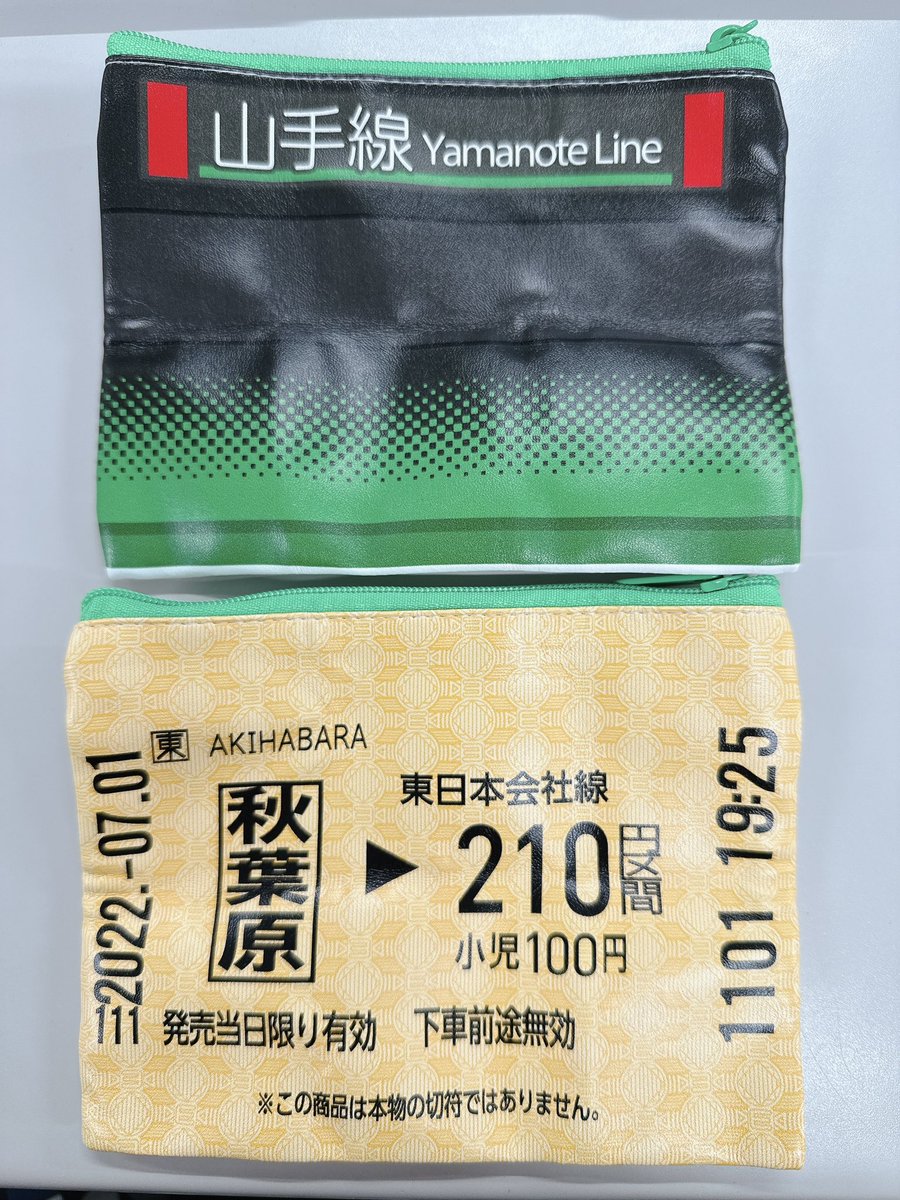 山手線 Yamanote Line
東 AKIHABARA
秋葉原
▶
東日本会社線
210円区間
小児100円
2022.-07.01
1101 19:25
発売当日限り有効 下車前途無効
※この商品は本物の切符ではありません。